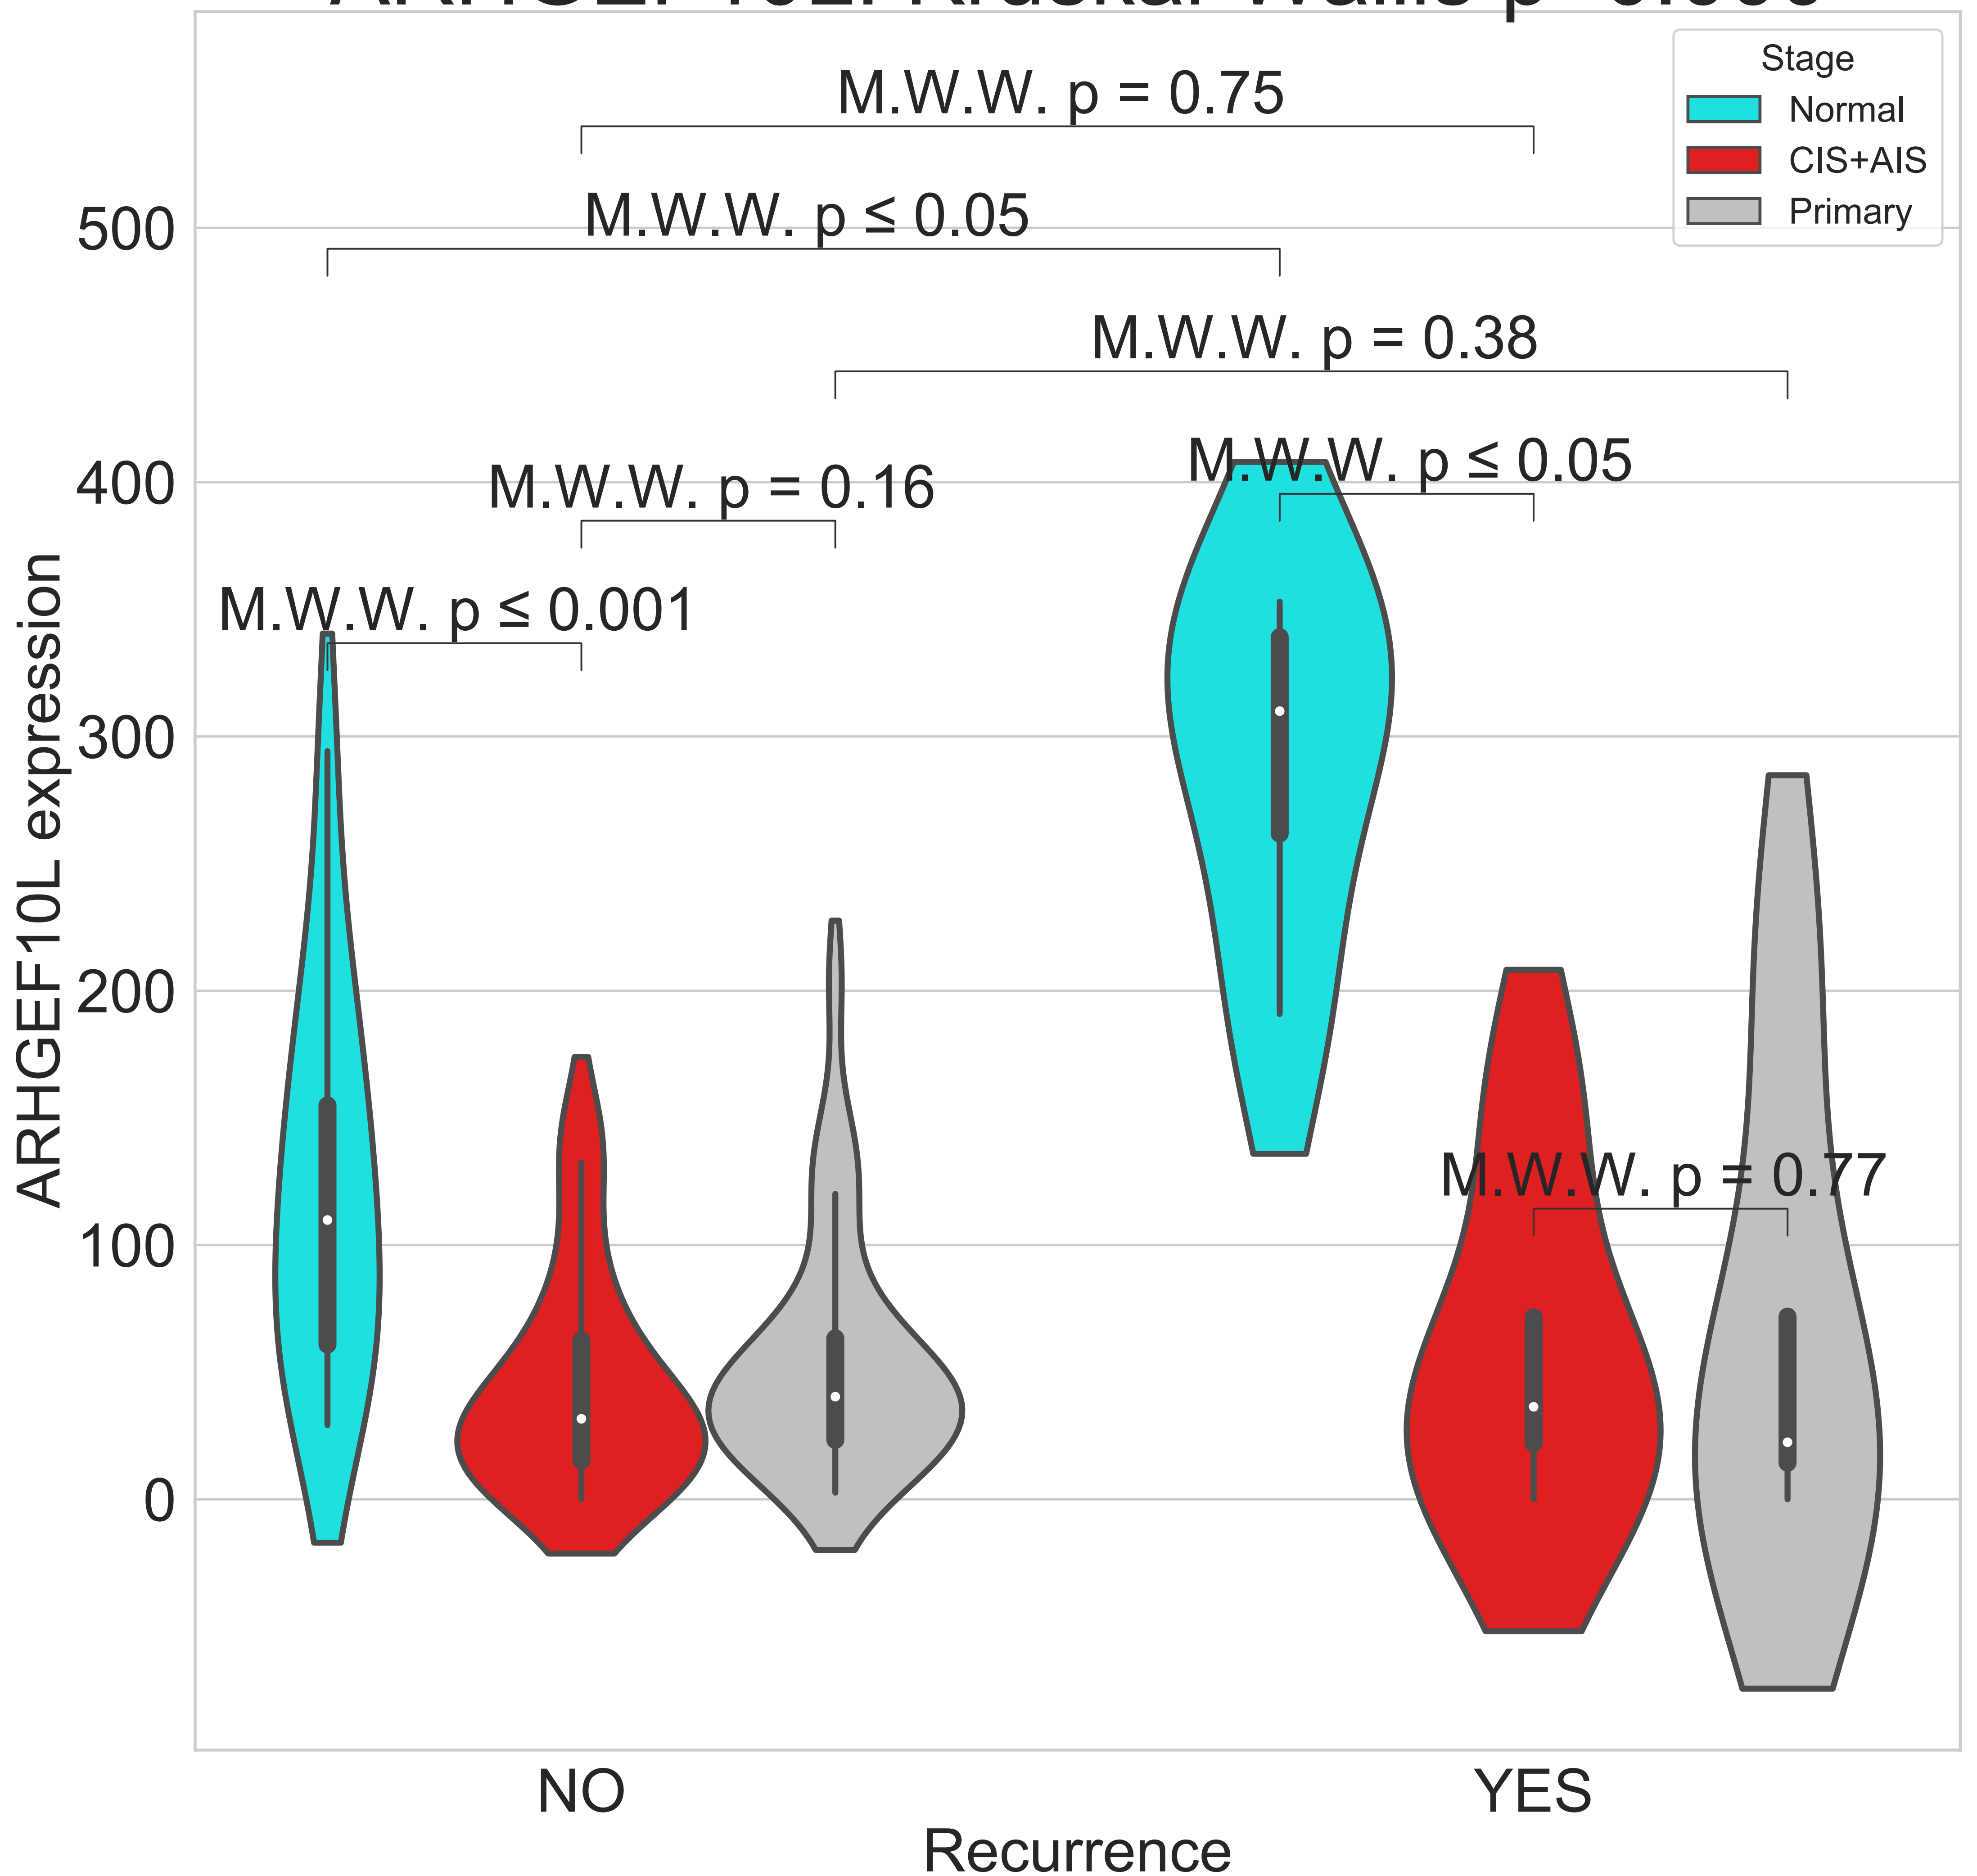 Stage
Normal
CIS+AIS
Primary
M.W.W. p = 0.75
M.W.W. p ≤ 0.05
M.W.W. p = 0.38
M.W.W. p ≤ 0.05
M.W.W. p = 0.16
M.W.W. p ≤ 0.001
M.W.W. p = 0.77
ARHGEF10L expression
500
400
300
200
100
0
NO
YES
Recurrence